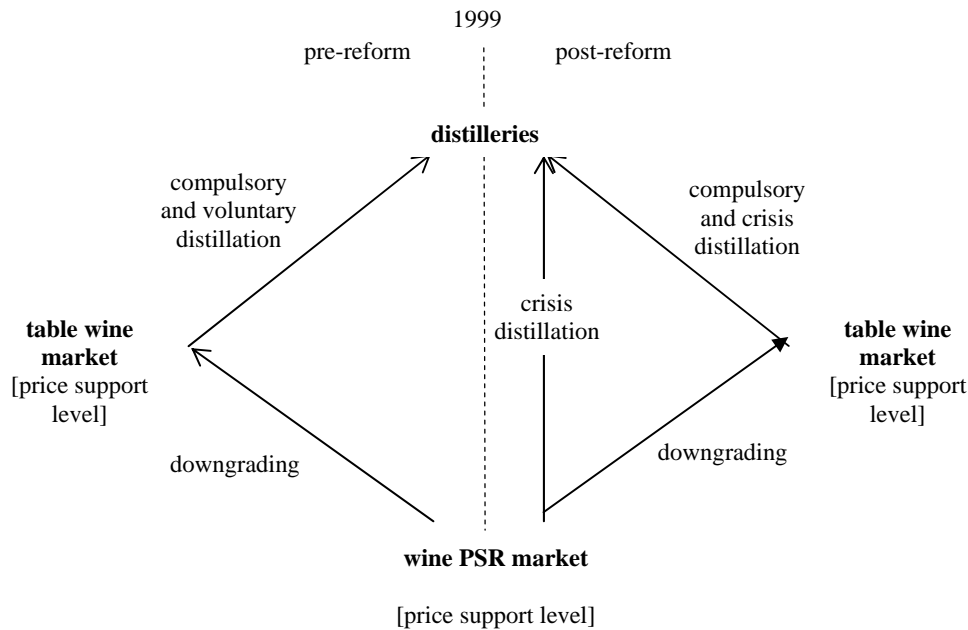 1999
pre-reform
post-reform
distilleries
compulsory
and voluntary
distillation
compulsory
and crisis
distillation
crisis
distillation
table wine
market
[price support
level]
table wine
market
[price support
level]
downgrading
downgrading
wine PSR market
[price support level]